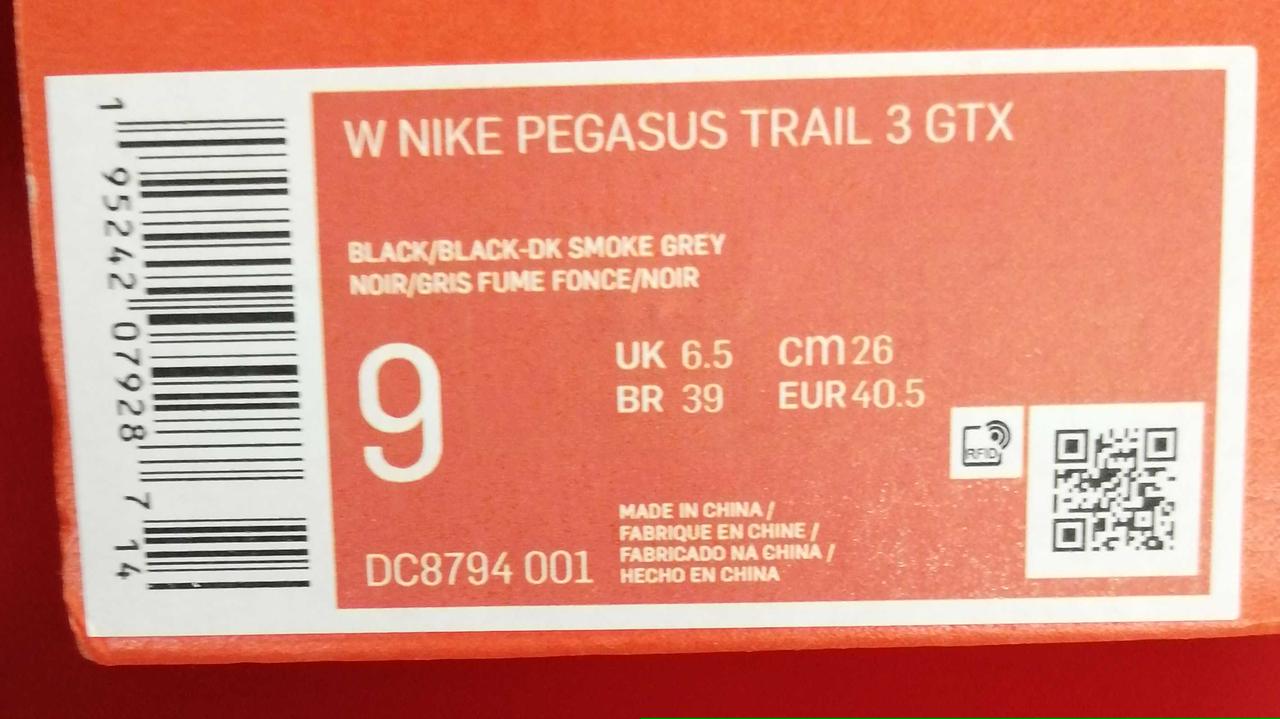 W NIKE PEGASUS TRAIL 3 GTX
BLACK/BLACK-DK SMOKE GREY
NOIR/GRIS FUME FONCE/NOIR
9
UK 6.5 cm 26
BR 39 EUR 40.5
RFID
DC8794 001
MADE IN CHINA /
FABRIQUE EN CHINE /
FABRICADO NA CHINA /
HECHO EN CHINA
1 95242 07928 7 14